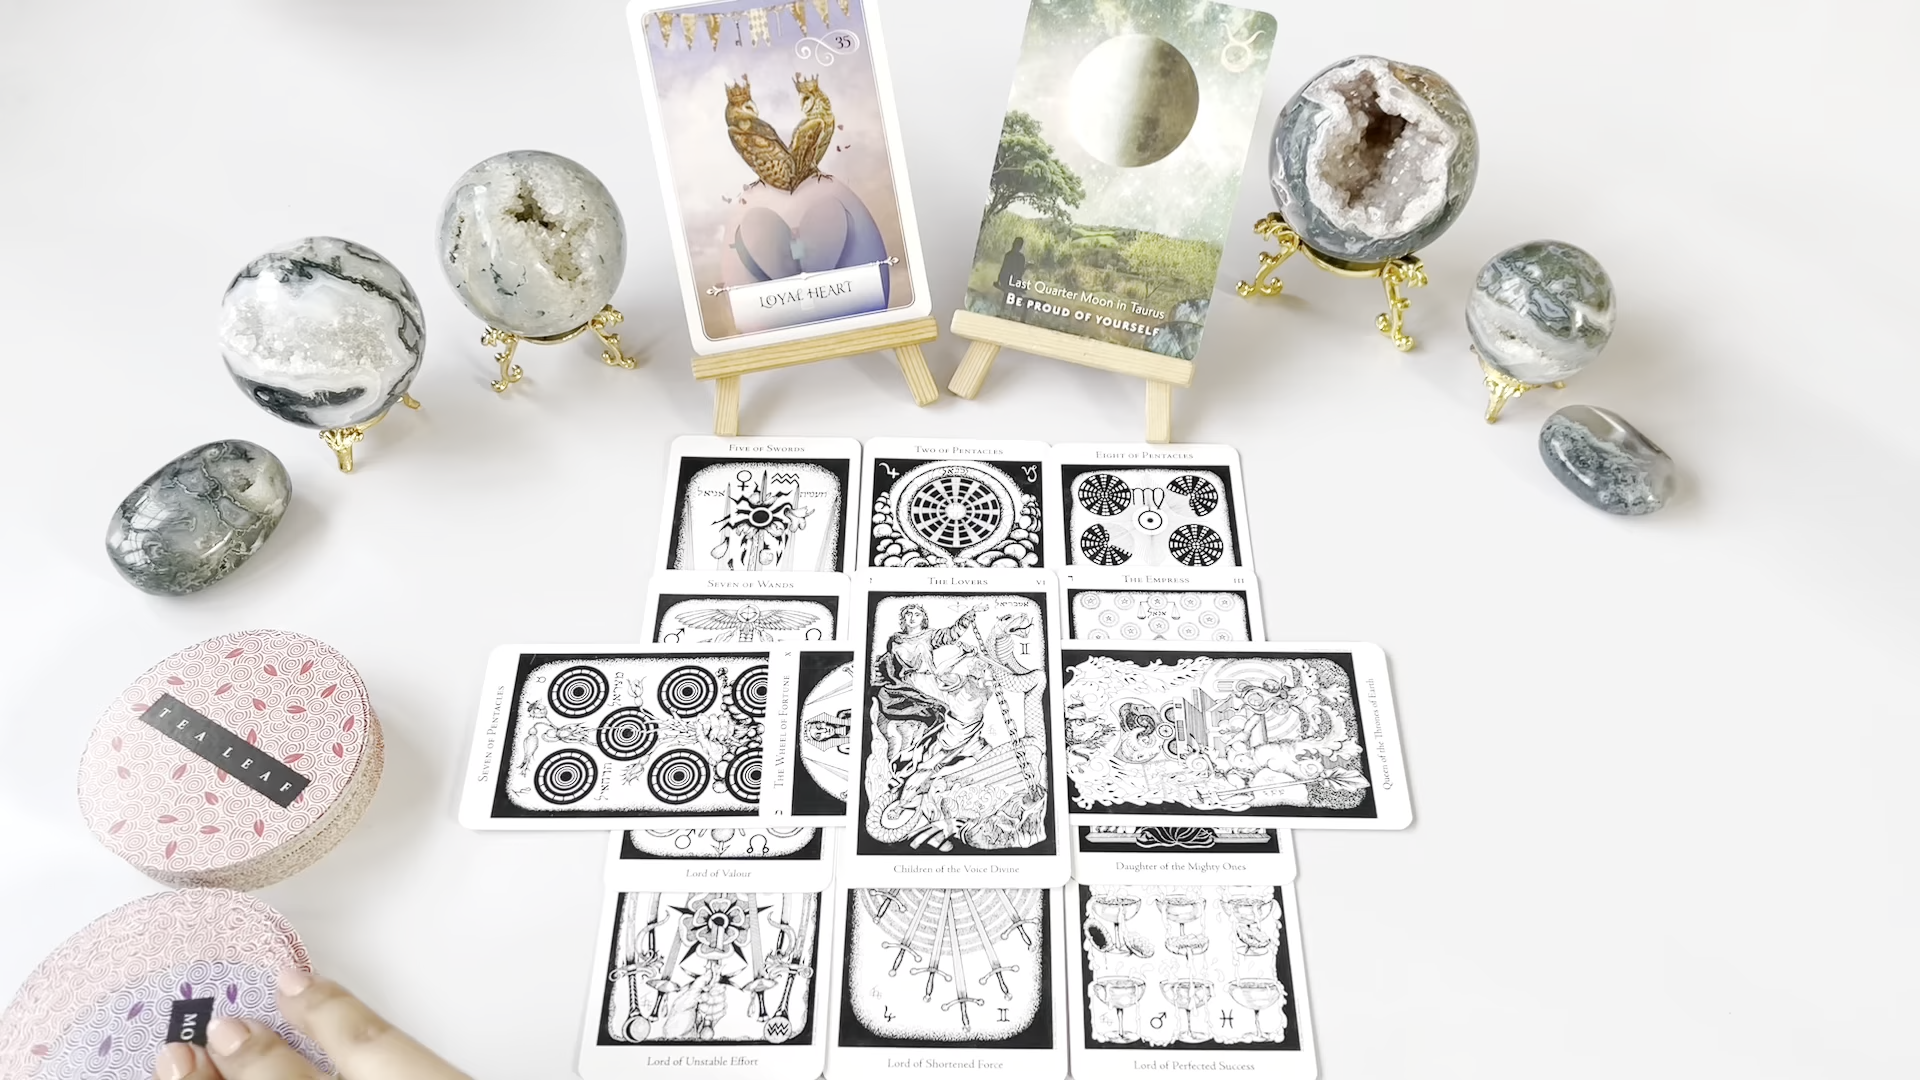 35
LOYAL HEART
Last Quarter Moon in Taurus
BE PROUD OF YOURSELF
FIVE OF SWORDS
TWO OF PENTACLES
EIGHT OF PENTACLES
SEVEN OF WANDS
THE LOVERS
VI
THE EMPRESS
III
SEVEN OF PENTACLES
THE WHEEL OF FORTUNE
X
Queen of the Thrones of Earth
TEA LEAF
Lord of Valour
Children of the Voice Divine
Daughter of the Mighty Ones
MO
Lord of Unstable Effort
Lord of Shortened Force
Lord of Perfected Success